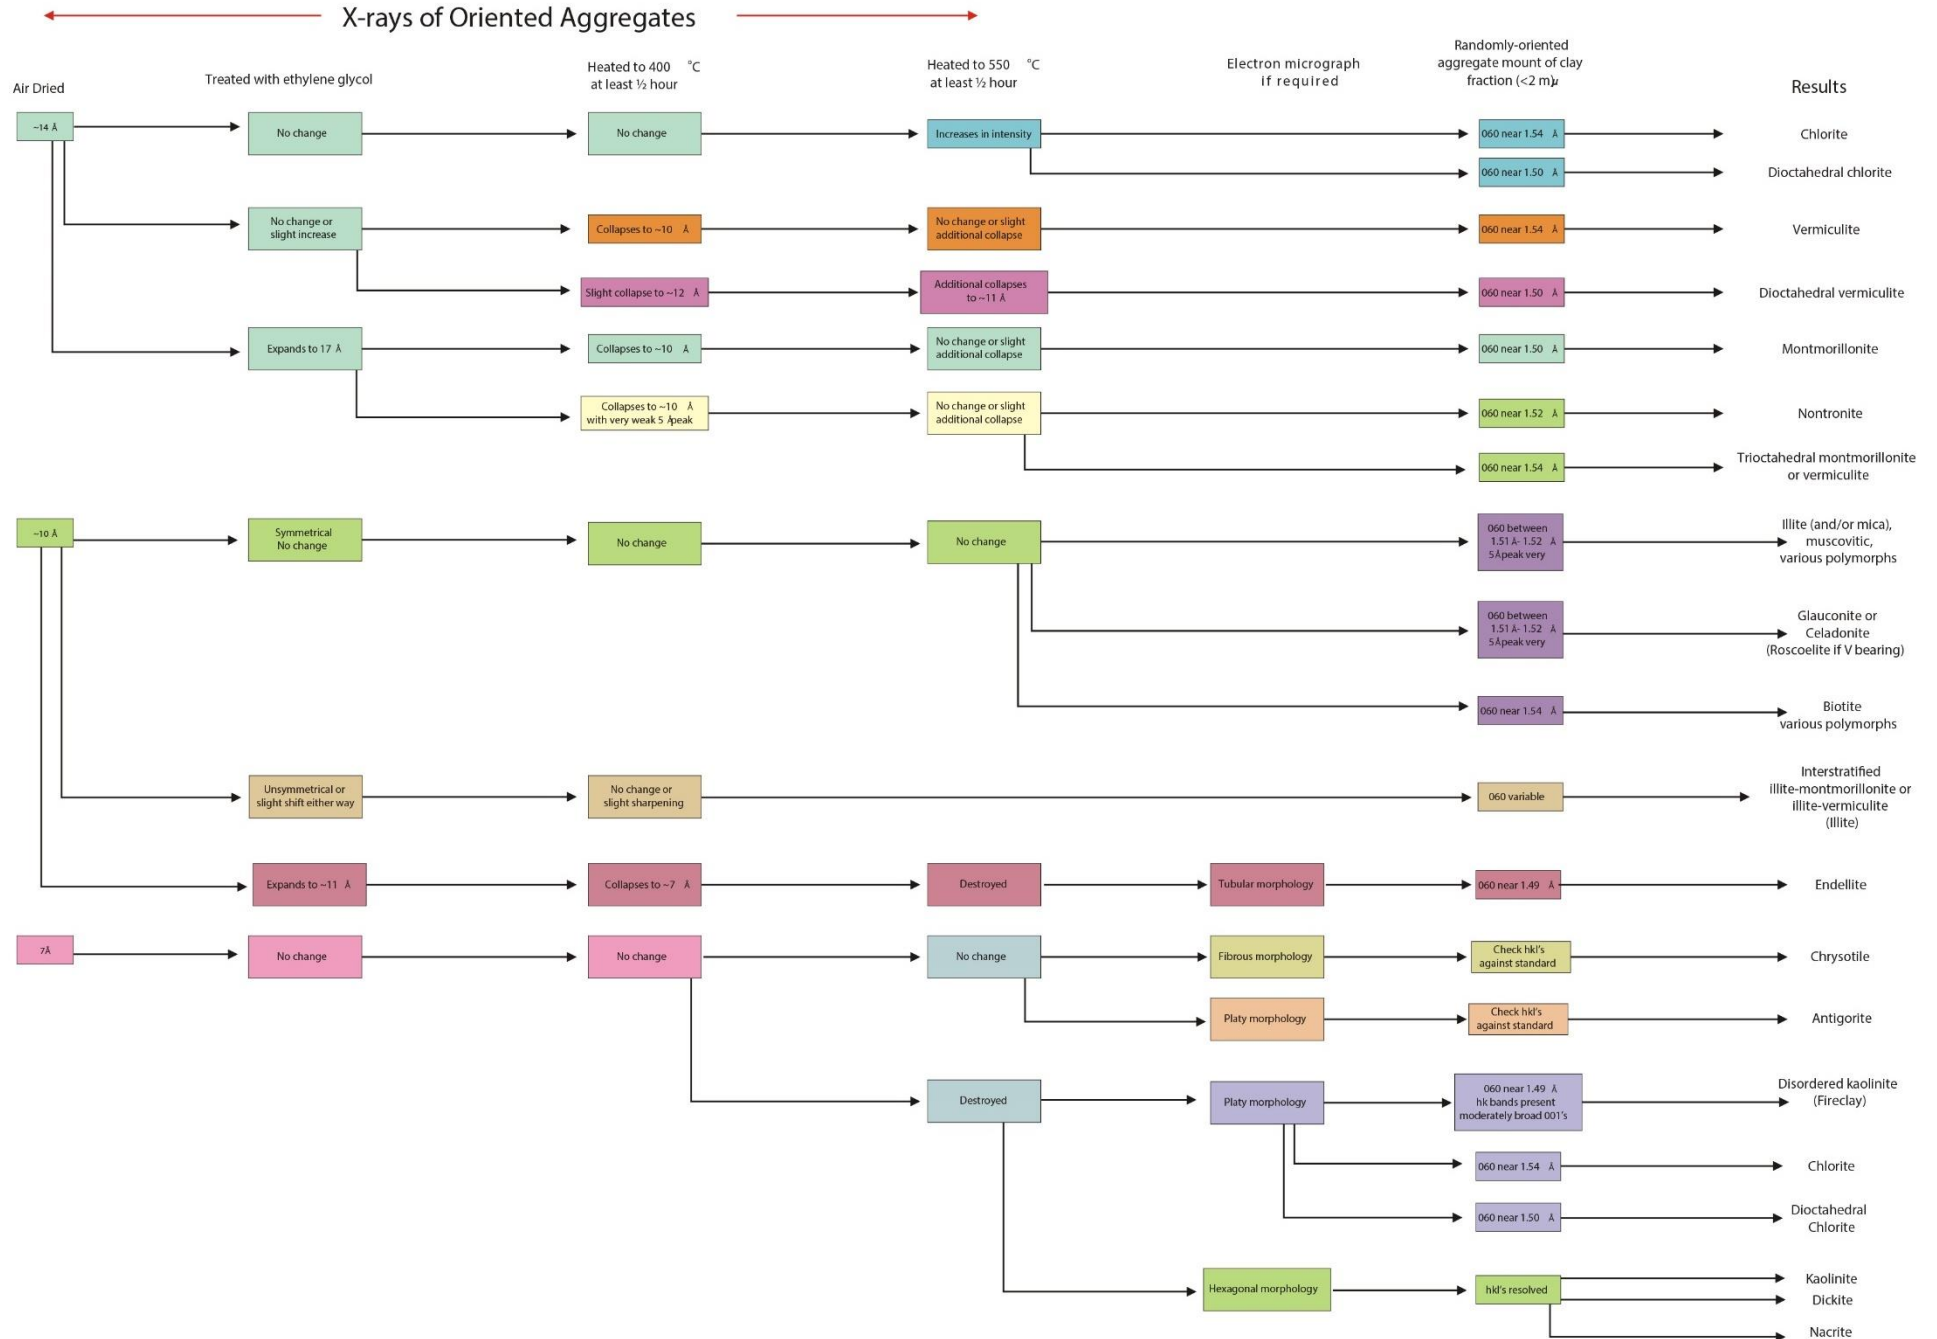 X-rays of Oriented Aggregates
Air Dried
Treated with ethylene glycol
Heated to 400 °C
at least ½ hour
Heated to 550 °C
at least ½ hour
Electron micrograph
if required
Randomly-oriented
aggregate mount of clay
fraction (<2 m)μ
Results
~14 Å
No change
No change
Increases in intensity
060 near 1.54 Å
Chlorite
060 near 1.50 Å
Dioctahedral chlorite
No change or
slight increase
Collapses to ~10 Å
No change or slight
additional collapse
060 near 1.54 Å
Vermiculite
Slight collapse to ~12 Å
Additional collapses
to ~11 Å
060 near 1.50 Å
Dioctahedral vermiculite
Expands to 17 Å
Collapses to ~10 Å
No change or slight
additional collapse
060 near 1.50 Å
Montmorillonite
Collapses to ~10 Å
with very weak 5 Åpeak
No change or slight
additional collapse
060 near 1.52 Å
Nontronite
060 near 1.54 Å
Trioctahedral montmorillonite
or vermiculite
~10 Å
Symmetrical
No change
No change
No change
060 between
1.51 Å- 1.52 Å
5Åpeak very
Illite (and/or mica),
muscovitic,
various polymorphs
060 between
1.51 Å- 1.52 Å
5Åpeak very
Glauconite or
Celadonite
(Roscoelite if V bearing)
060 near 1.54 Å
Biotite
various polymorphs
Unsymmetrical or
slight shift either way
No change or
slight sharpening
060 variable
Interstratified
illite-montmorillonite or
illite-vermiculite
(Illite)
Expands to ~11 Å
Collapses to ~7 Å
Destroyed
Tubular morphology
060 near 1.49 Å
Endellite
7Å
No change
No change
No change
Fibrous morphology
Check hkl's
against standard
Chrysotile
Platy morphology
Check hkl's
against standard
Antigorite
Destroyed
Platy morphology
060 near 1.49 Å
hk bands present
moderately broad 001's
Disordered kaolinite
(Fireclay)
060 near 1.54 Å
Chlorite
060 near 1.50 Å
Dioctahedral
Chlorite
Hexagonal morphology
hkl's resolved
Kaolinite
Dickite
Nacrite